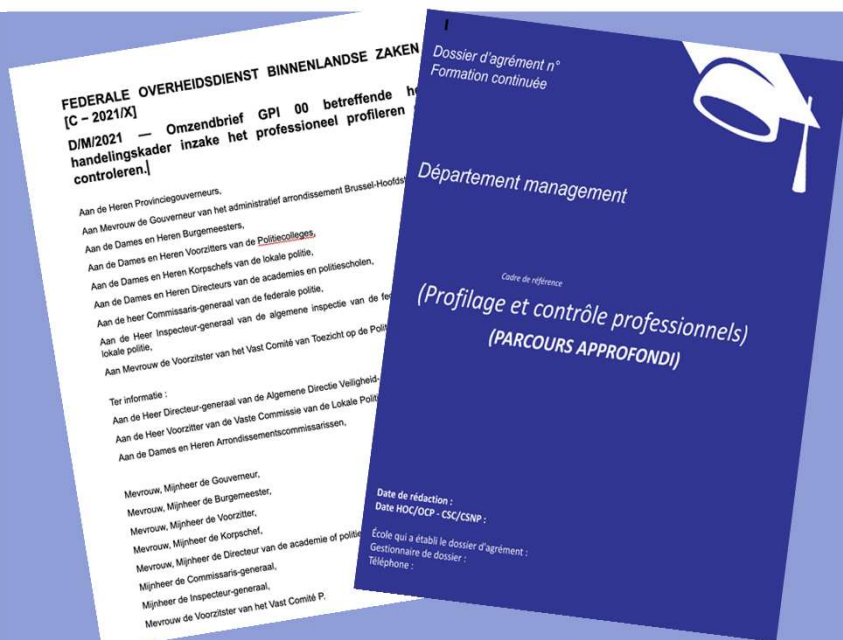 FEDERALE OVERHEIDSDIENST BINNENLANDSE ZAKEN
[C – 2021/X]
D/M/2021 — Omzendbrief GPI 00 betreffende
handelingskader inzake het professioneel profileren
controleren.
Aan de Heren Provinciegouverneurs,
Aan Mevrouw de Gouverneur van het administratief arrondissement
Aan de Dames en Heren Burgemeesters,
Aan de Dames en Heren Voorzitters van de Politiecolleges,
Aan de Dames en Heren Korpschefs van de lokale politie,
Aan de Dames en Heren Directeurs van de academies en politiescholen,
Aan de heer Commissaris-generaal van de federale politie,
Aan de Heer Inspecteur-generaal van de algemene inspectie van de
lokale politie,
Aan Mevrouw de Voorzitster van het Vast Comité van Toezicht op de
Ter informatie :
Aan de Heer Directeur-generaal van de Algemene Directie
Aan de Heer Voorzitter van de Vaste Commissie van de Lokale
Aan de Dames en Heren Arrondissementscommissarissen,
Mevrouw, Mijnheer de Gouverneur,
Mevrouw, Mijnheer de Burgemeester,
Mevrouw, Mijnheer de Voorzitter,
Mevrouw, Mijnheer de Korpschef,
Mevrouw, Mijnheer de Directeur van de academie of
Mijnheer de Commissaris-generaal,
Mijnheer de Inspecteur-generaal,
Mevrouw de Voorzitster van het Vast Comité P.
Dossier d'agrément n°
Formation continuée
Département management
Cadre de référence
(Profilage et contrôle professionnels)
(PARCOURS APPROFONDI)
Date de rédaction :
Date HOC/OCP - CSC/CSNP :
École qui a établi le dossier d'agrément :
Gestionnaire de dossier :
Téléphone :